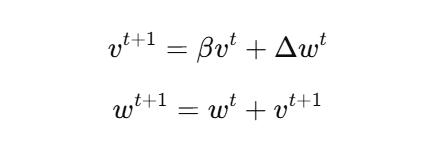 v^{t+1} = βv^t + Δw^t
w^{t+1} = w^t + v^{t+1}